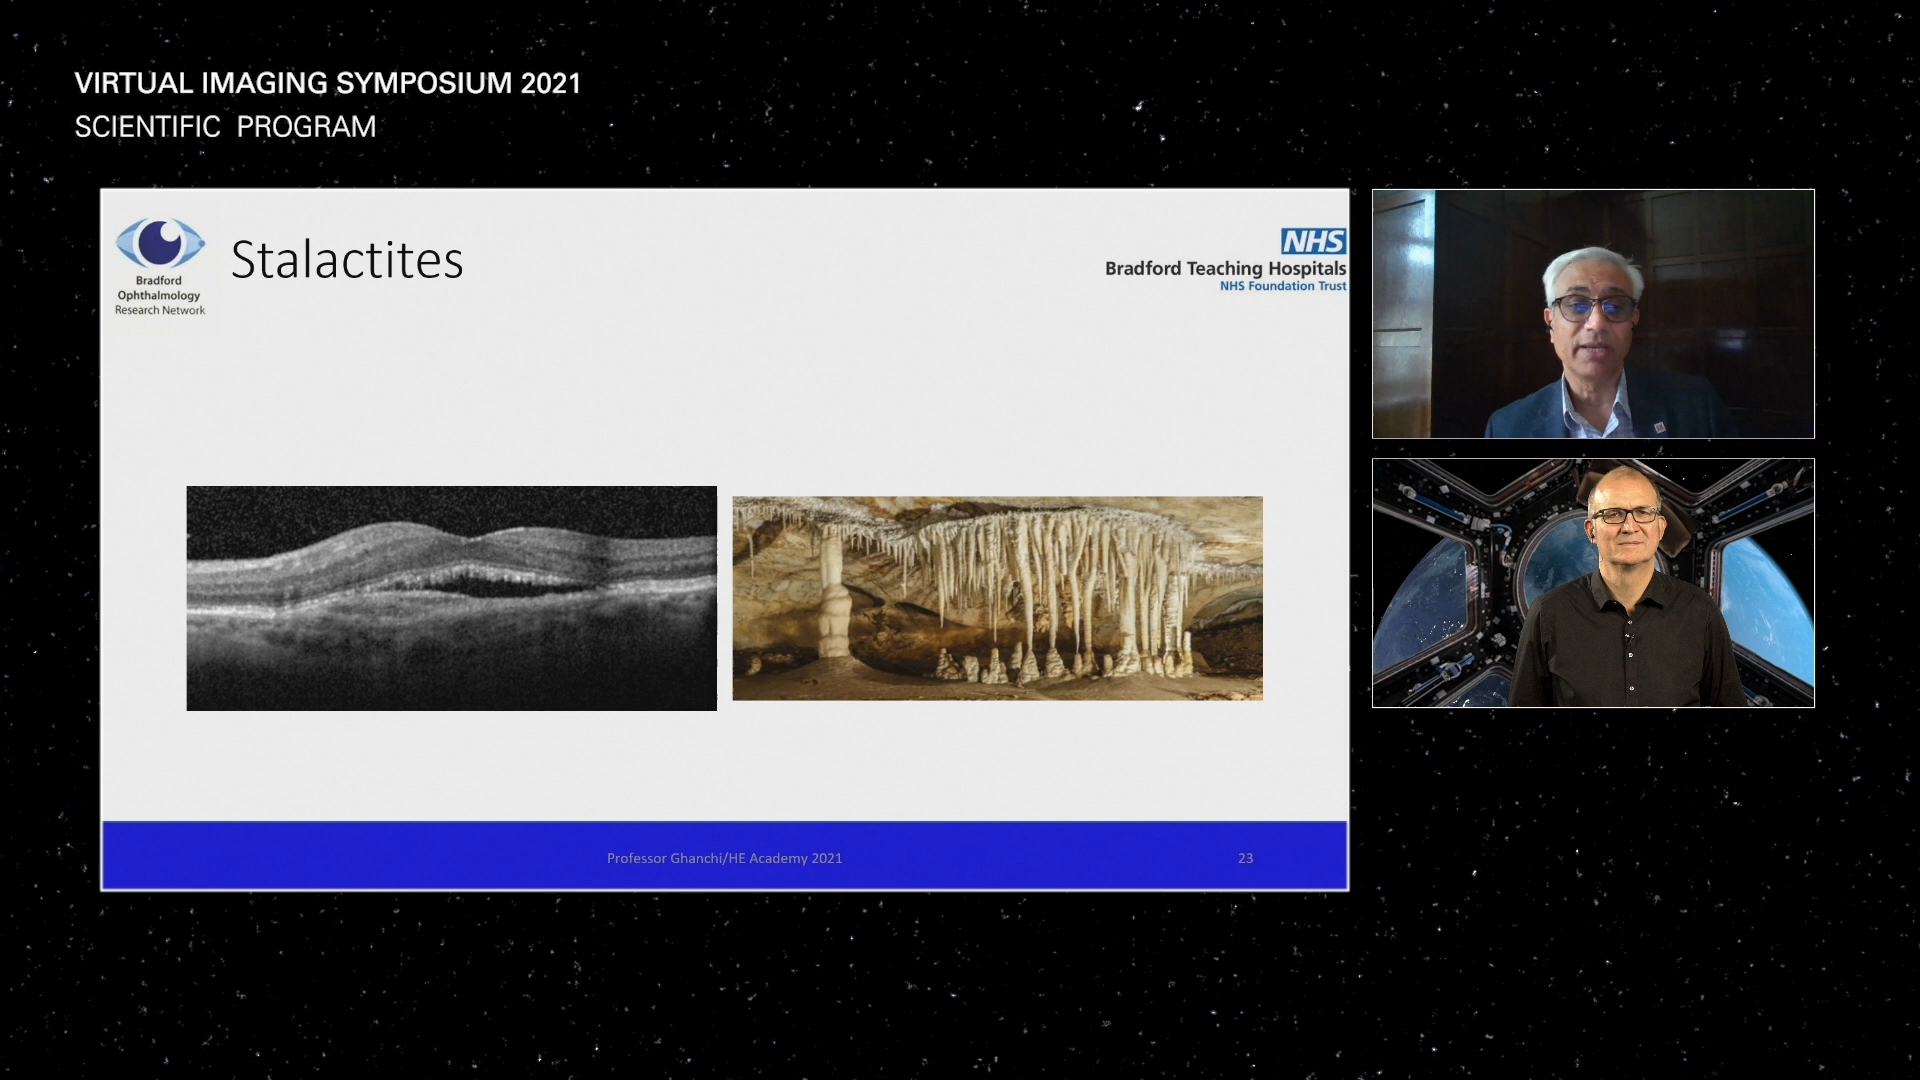 VIRTUAL IMAGING SYMPOSIUM 2021
SCIENTIFIC PROGRAM
Bradford
Ophthalmology
Research Network
Stalactites
NHS
Bradford Teaching Hospitals
NHS Foundation Trust
Professor Ghanchi/HE Academy 2021
23